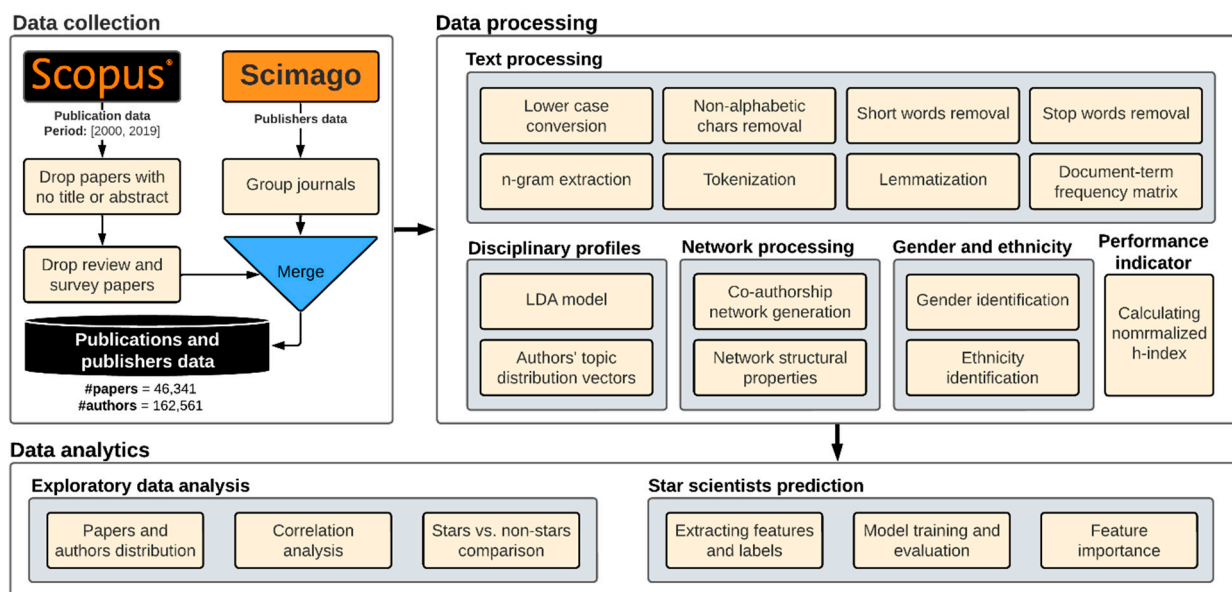 Data collection
Scopus®
Publication data
Period: [2000, 2019]
Drop papers with
no title or abstract
Drop review and
survey papers
Scimago
Publishers data
Group journals
Merge
Publications and
publishers data
#papers = 46,341
#authors = 162,561
Data processing
Text processing
Lower case
conversion
Non-alphabetic
chars removal
Short words removal
Stop words removal
n-gram extraction
Tokenization
Lemmatization
Document-term
frequency matrix
Disciplinary profiles
LDA model
Authors' topic
distribution vectors
Network processing
Co-authorship
network generation
Network structural
properties
Gender and ethnicity
Gender identification
Ethnicity
identification
Performance
indicator
Calculating
nomrmalized
h-index
Data analytics
Exploratory data analysis
Papers and
authors distribution
Correlation
analysis
Stars vs. non-stars
comparison
Star scientists prediction
Extracting features
and labels
Model training and
evaluation
Feature
importance